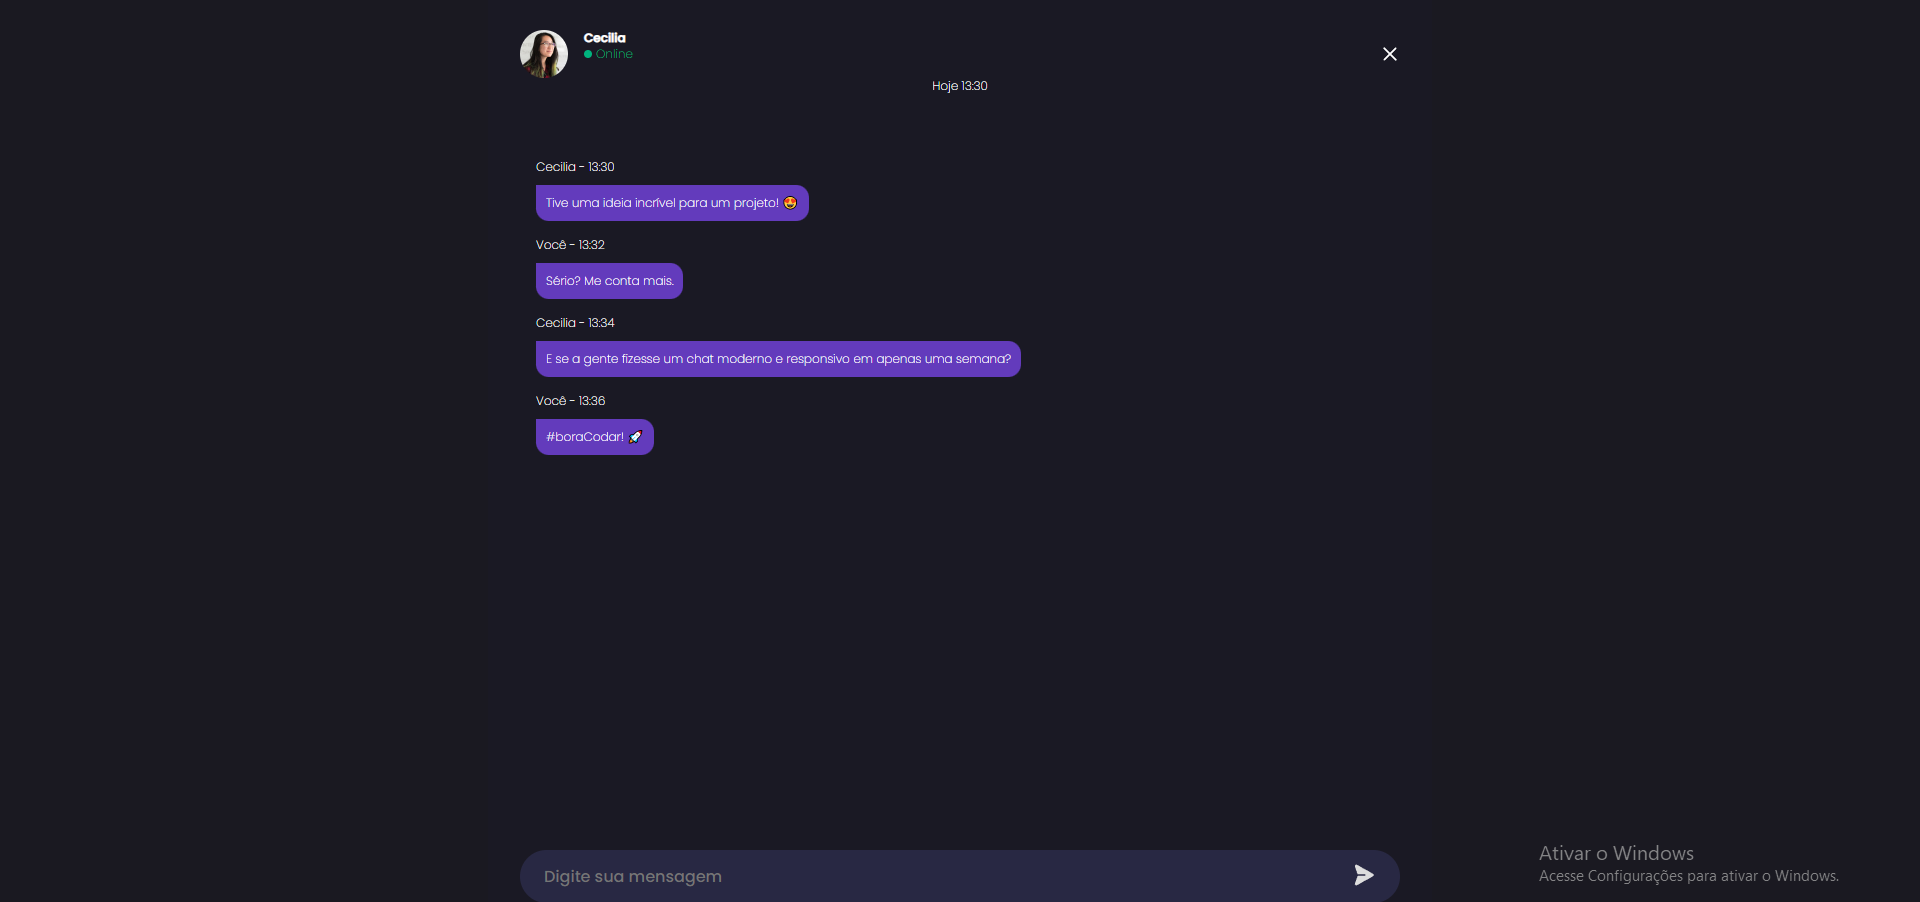 Cecilia
Online
Hoje 13:30
Cecilia - 13:30
Tive uma ideia incrível para um projeto! 🤩
Você - 13:32
Sério? Me conta mais.
Cecilia - 13:34
E se a gente fizesse um chat moderno e responsivo em apenas uma semana?
Você - 13:36
#boraCodar! 🚀
Digite sua mensagem
Ativar o Windows
Acesse Configurações para ativar o Windows.